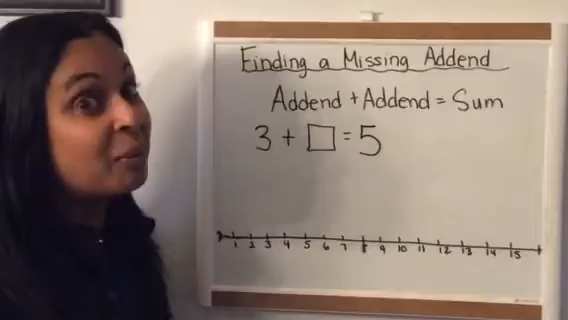 Finding a Missing Addend
Addend + Addend = Sum
3 + □ = 5
1 2 3 4 5 6 7 8 9 10 11 12 13 14 15